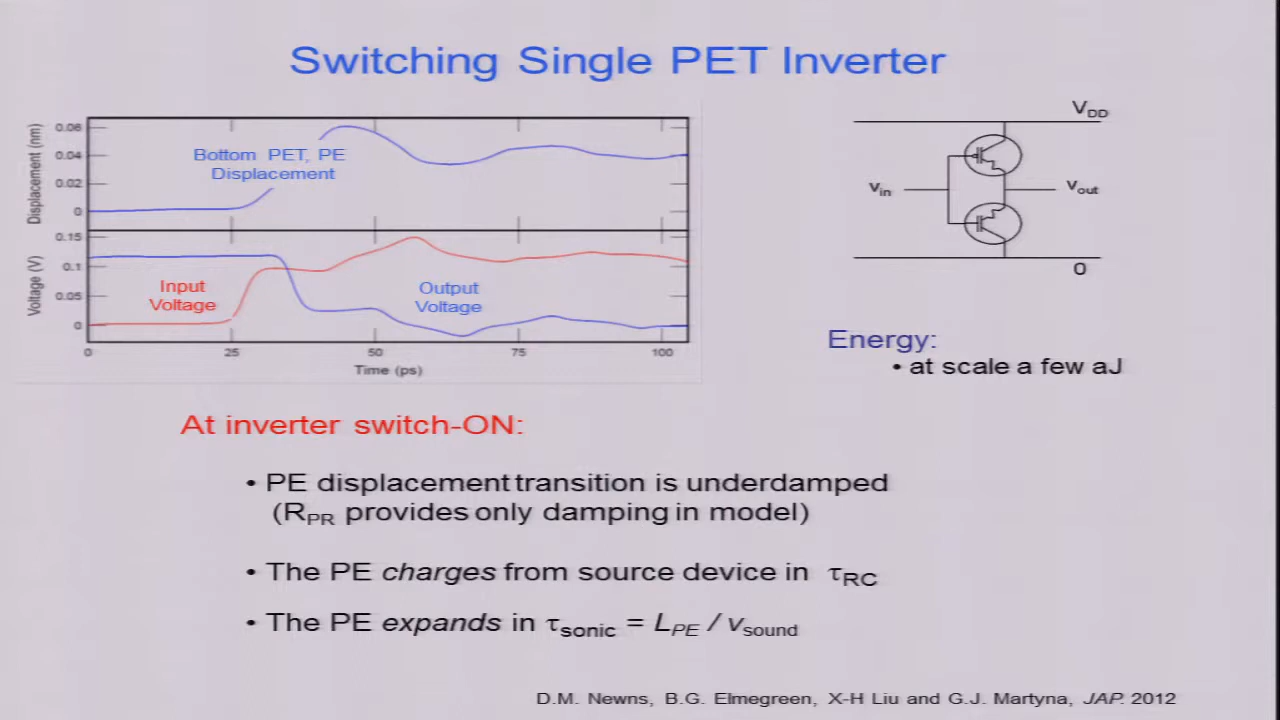 Switching Single PET Inverter
Displacement (nm)
0.06
0.04
0.02
0
Bottom PET, PE
Displacement
Voltage (V)
0.15
0.1
0.05
0
Input
Voltage
Output
Voltage
0 25 50 75 100
Time (ps)
V_DD
V_in
V_out
0
Energy:
• at scale a few aJ
At inverter switch-ON:
• PE displacement transition is underdamped
(R_PR provides only damping in model)
• The PE charges from source device in τ_RC
• The PE expands in τ_sonic = L_PE / v_sound
D.M. Newns, B.G. Elmegreen, X-H Liu and G.J. Martyna, JAP. 2012